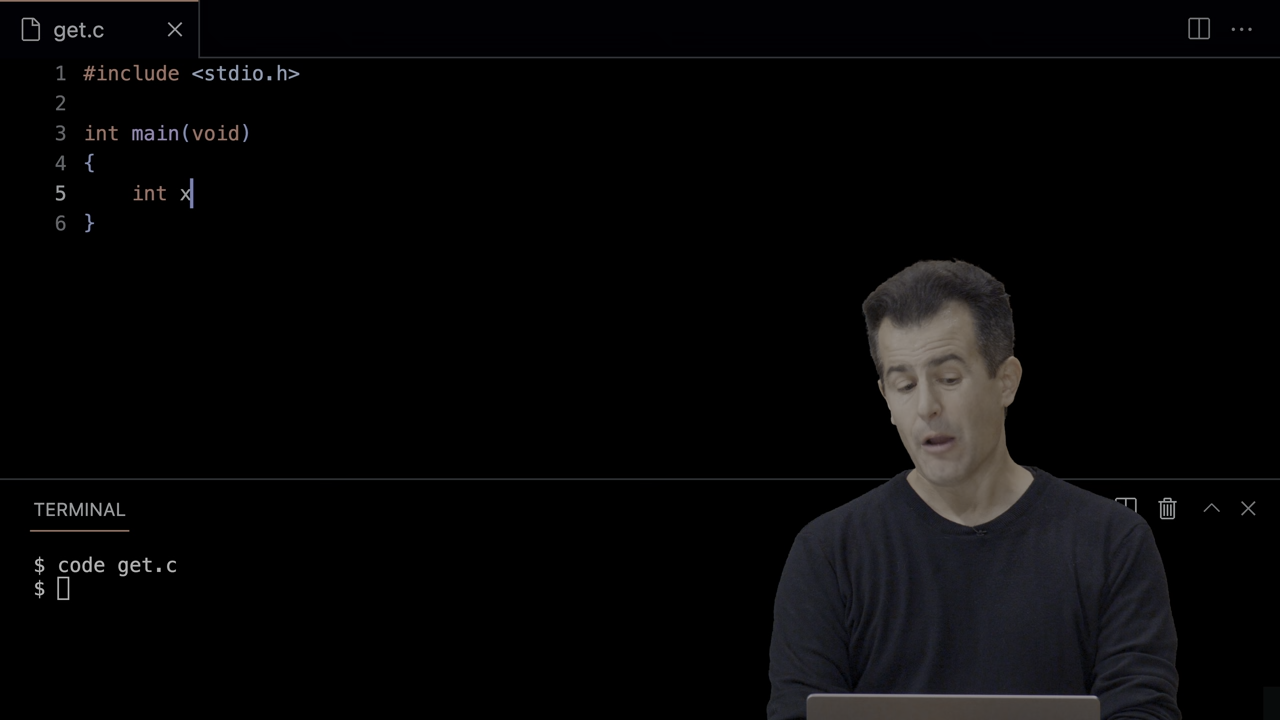 get.c
1 #include <stdio.h>
2
3 int main(void)
4 {
5     int x
6 }
TERMINAL
$ code get.c
$